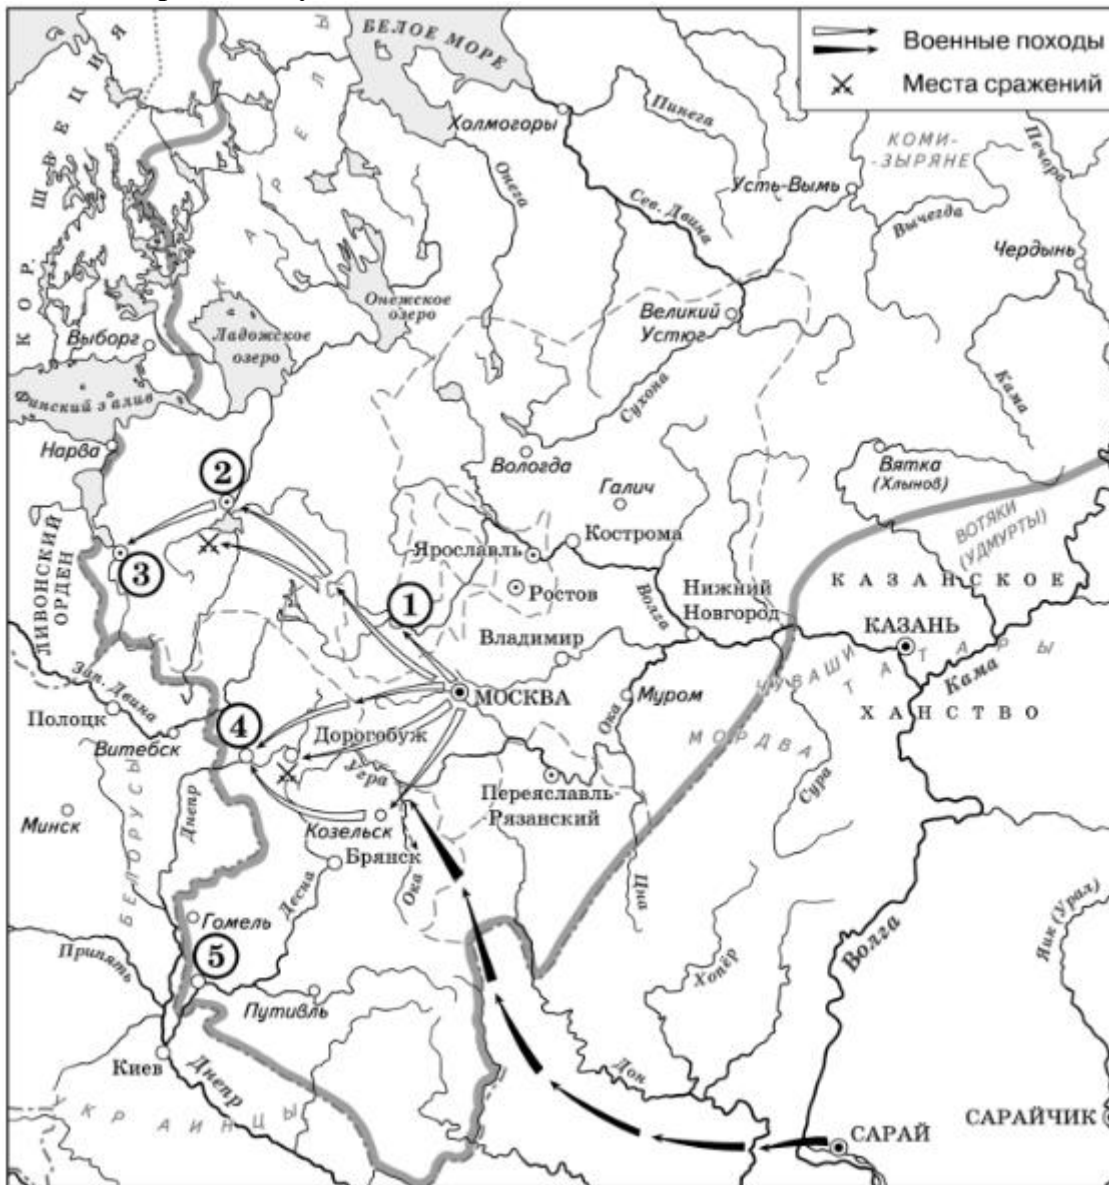 БЕЛОЕ МОРЕ
Военные походы
Места сражений
КОР. ШВЕЦИЯ
КАРЕЛЫ
Холмогоры
Пинега
Онега
Сев. Двина
КОМИ-
-ЗЫРЯНЕ
Печора
Усть-Вымь
Вычегда
Чердынь
Онежское
озеро
Ладожское
озеро
Выборг
Великий
Устюг
Сухона
Кама
Финский залив
Нарва
Вологда
Галич
Вятка
(Хлынов)
ВОТЯКИ
(УДМУРТЫ)
2
3
1
ЛИВОНСКИЙ
ОРДЕН
Ярославль
Кострома
Ростов
Волга
Нижний
Новгород
Владимир
КАЗАНСКОЕ
КАЗАНЬ
ХАНСТВО
ЧУВАШИ
ТАТАРЫ
Кама
МОСКВА
Муром
Ока
МОРДВА
Сура
Зап. Двина
Полоцк
Витебск
4
Дорогобуж
Угра
Переяславль-
Рязанский
Минск
БЕЛОРУСЫ
Днепр
Козельск
Брянск
Ока
Цна
Десна
Гомель
5
Припять
Путивль
Хопёр
Волга
Яик (Урал)
Киев
Днепр
УКРАИНЦЫ
Дон
САРАЙ
САРАЙЧИК